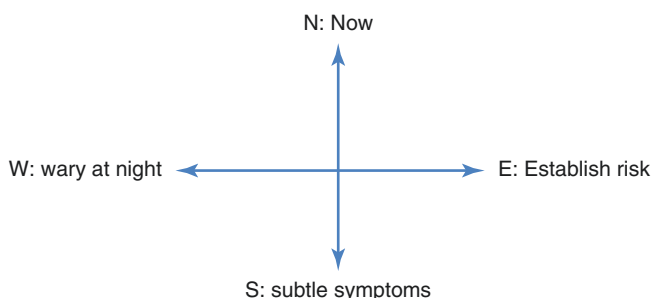 N: Now
W: wary at night
E: Establish risk
S: subtle symptoms